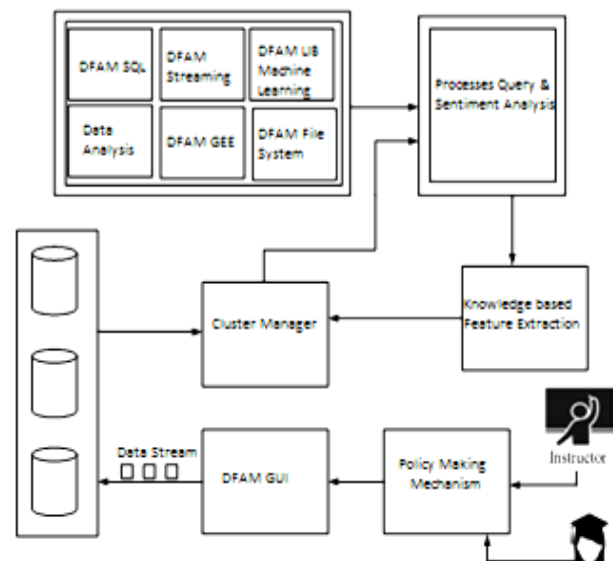 DFAM SQL
DFAM
Streaming
DFAM LIB
Machine
Learning
Data
Analysis
DFAM GEE
DFAM File
System
Processes Query &
Sentiment Analysis
Cluster Manager
Knowledge based
Feature Extraction
Data Stream
DFAM GUI
Policy Making
Mechanism
Instructor